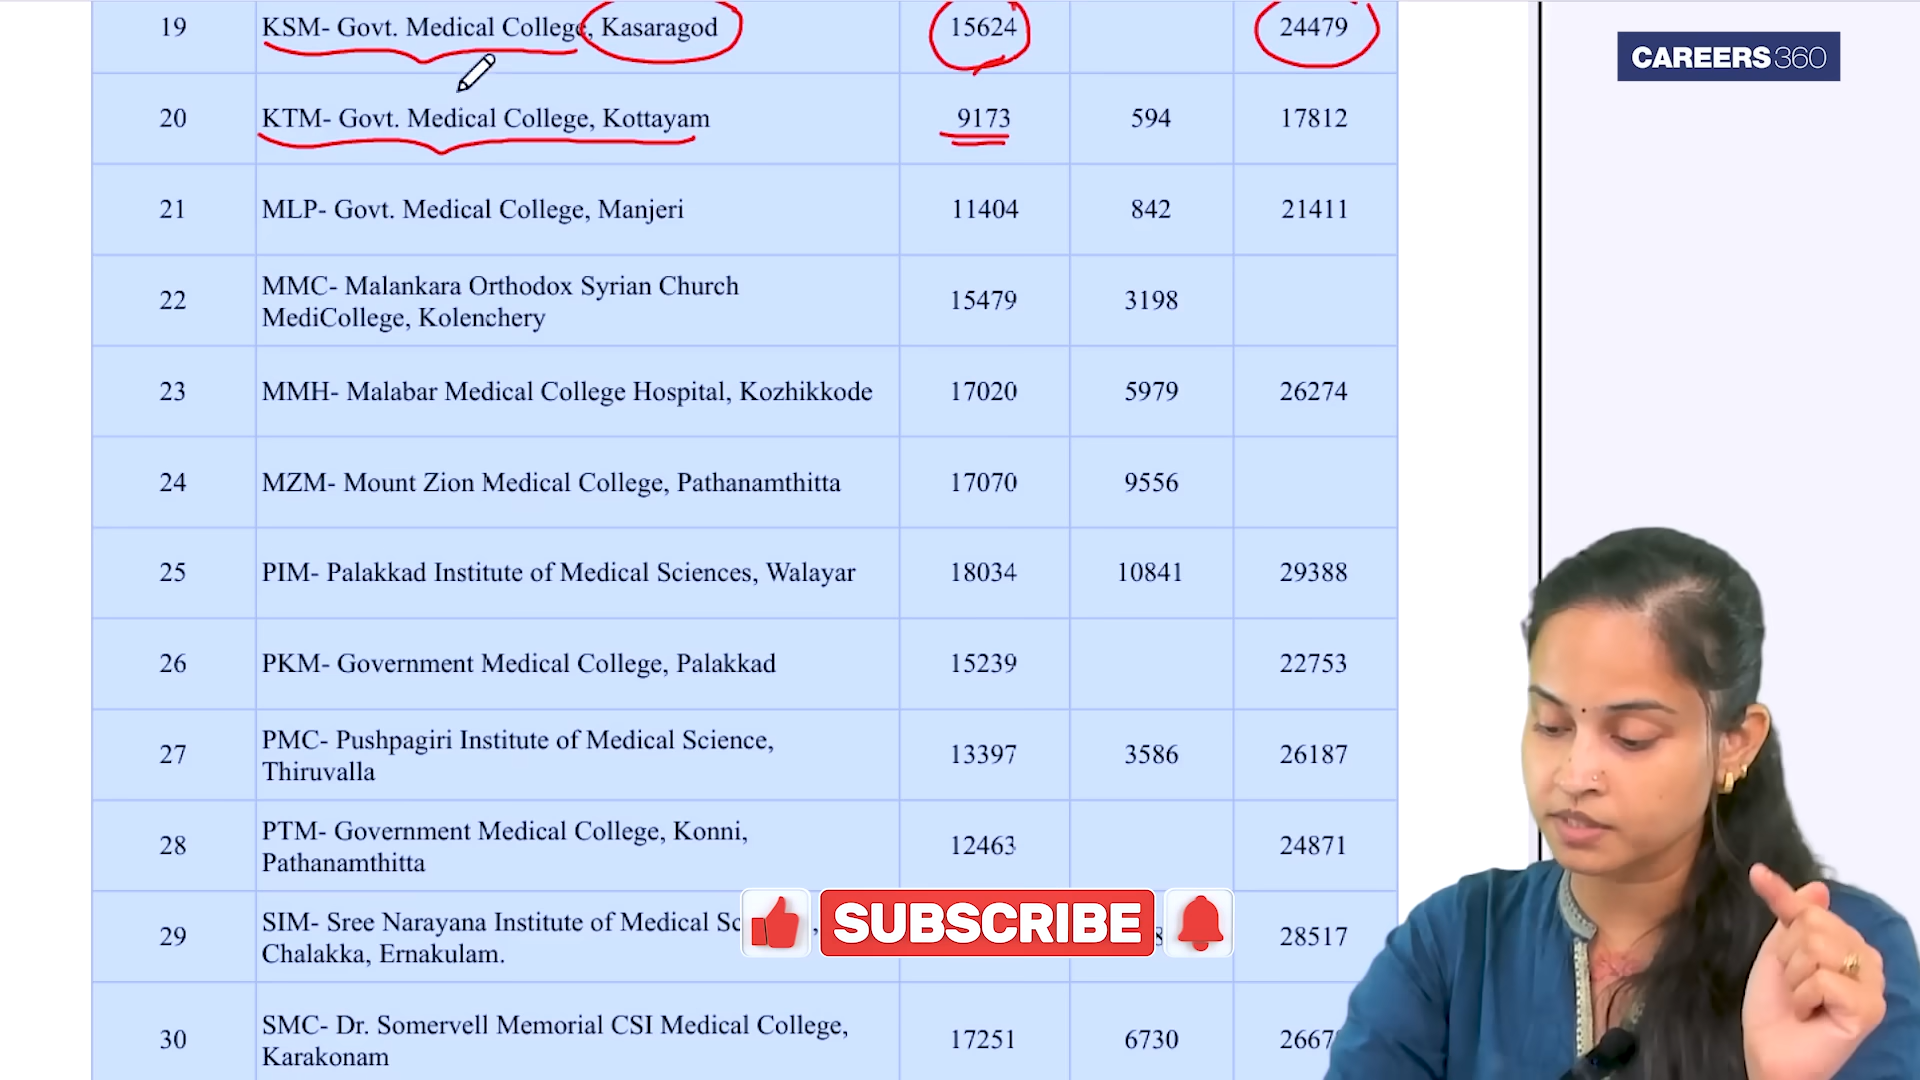 19 KSM- Govt. Medical College, Kasaragod 15624 24479
CAREERS360
20 KTM- Govt. Medical College, Kottayam 9173 594 17812
21 MLP- Govt. Medical College, Manjeri 11404 842 21411
22 MMC- Malankara Orthodox Syrian Church
MediCollege, Kolenchery 15479 3198
23 MMH- Malabar Medical College Hospital, Kozhikkode 17020 5979 26274
24 MZM- Mount Zion Medical College, Pathanamthitta 17070 9556
25 PIM- Palakkad Institute of Medical Sciences, Walayar 18034 10841 29388
26 PKM- Government Medical College, Palakkad 15239 22753
27 PMC- Pushpagiri Institute of Medical Science,
Thiruvalla 13397 3586 26187
28 PTM- Government Medical College, Konni,
Pathanamthitta 12463 24871
29 SIM- Sree Narayana Institute of Medical
Chalakka, Ernakulam. 28517
SUBSCRIBE
30 SMC- Dr. Somervell Memorial CSI Medical College,
Karakonam 17251 6730